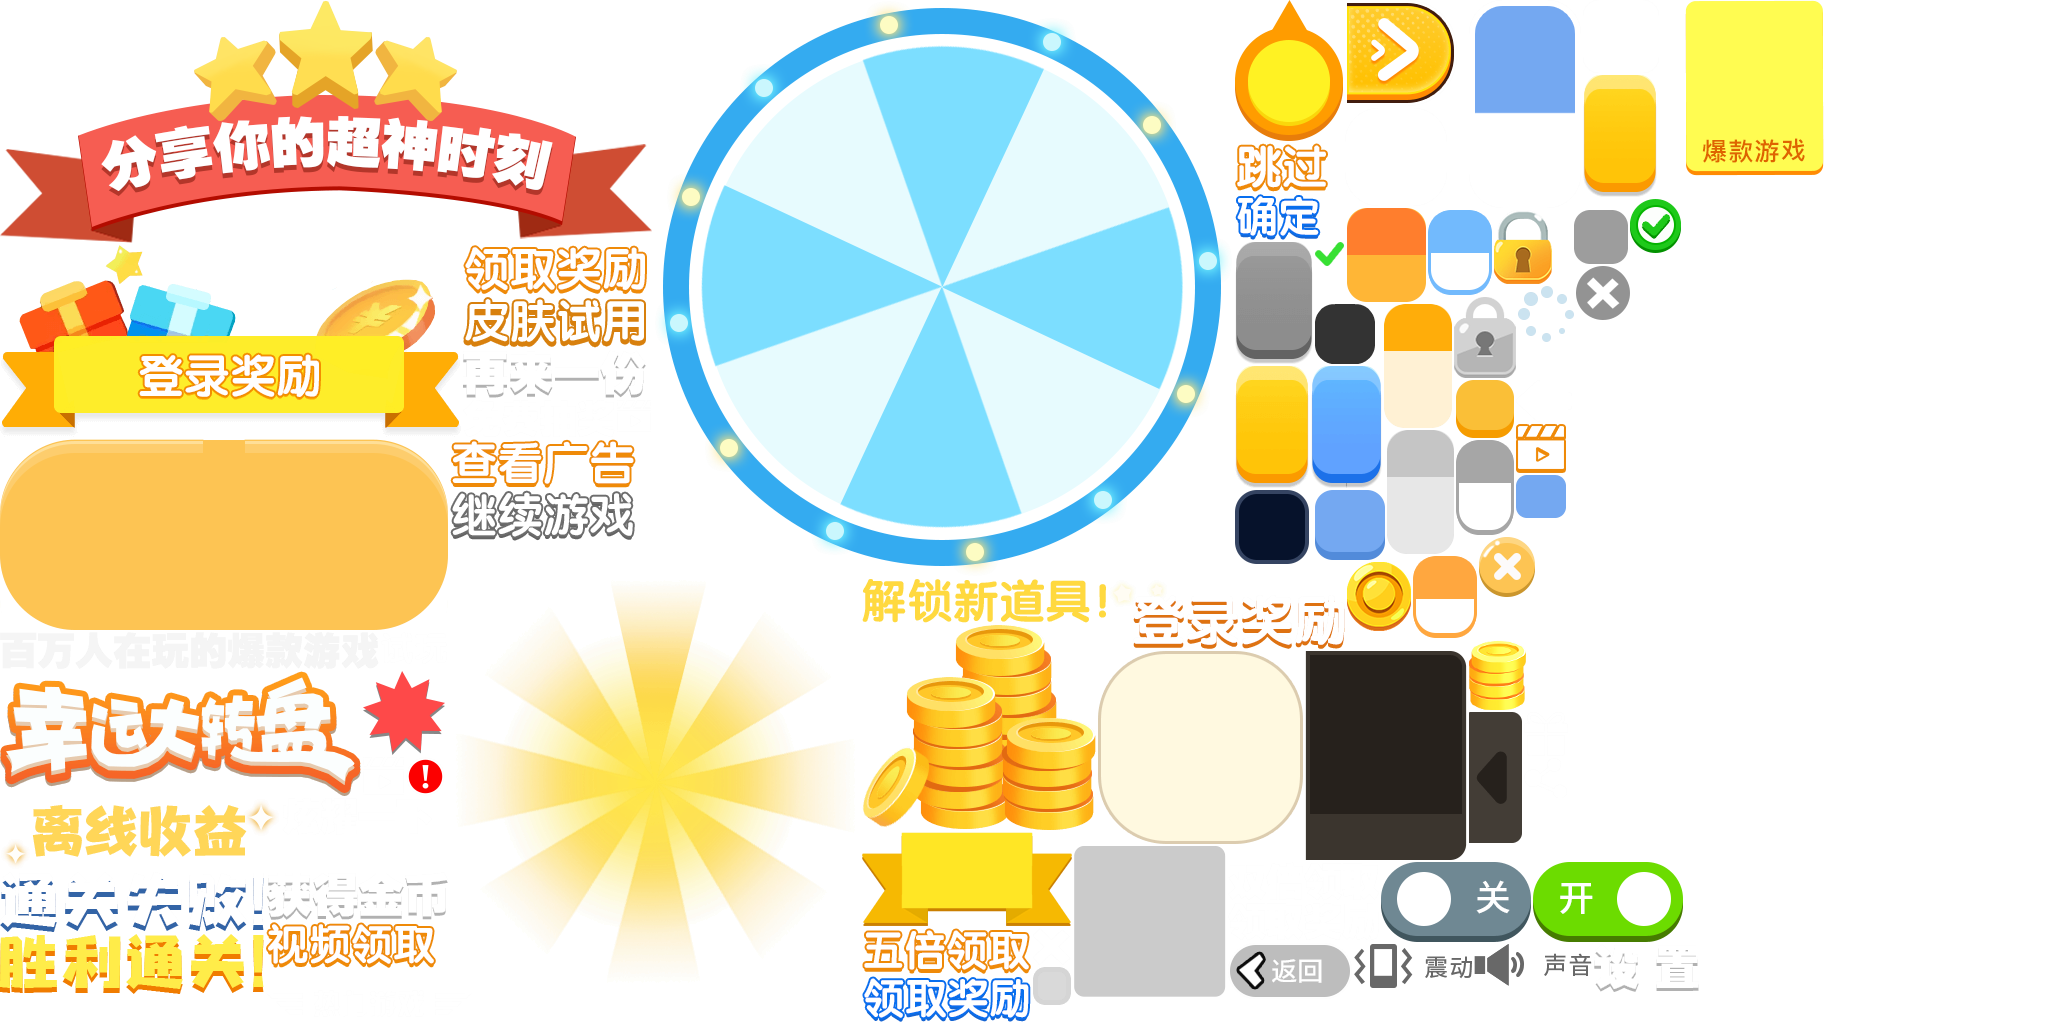 分享你的超神时刻
跳过
确定
爆款游戏
领取奖励
皮肤试用
再来一份
登录奖励
查看广告
继续游戏
解锁新道具!
登录奖励
百万人在玩的爆款游戏
幸运大转盘
!
离线收益
通关失败!
获得金币
胜利通关!
视频领取
五倍领取
领取奖励
关
开
返回
震动
声音
设置